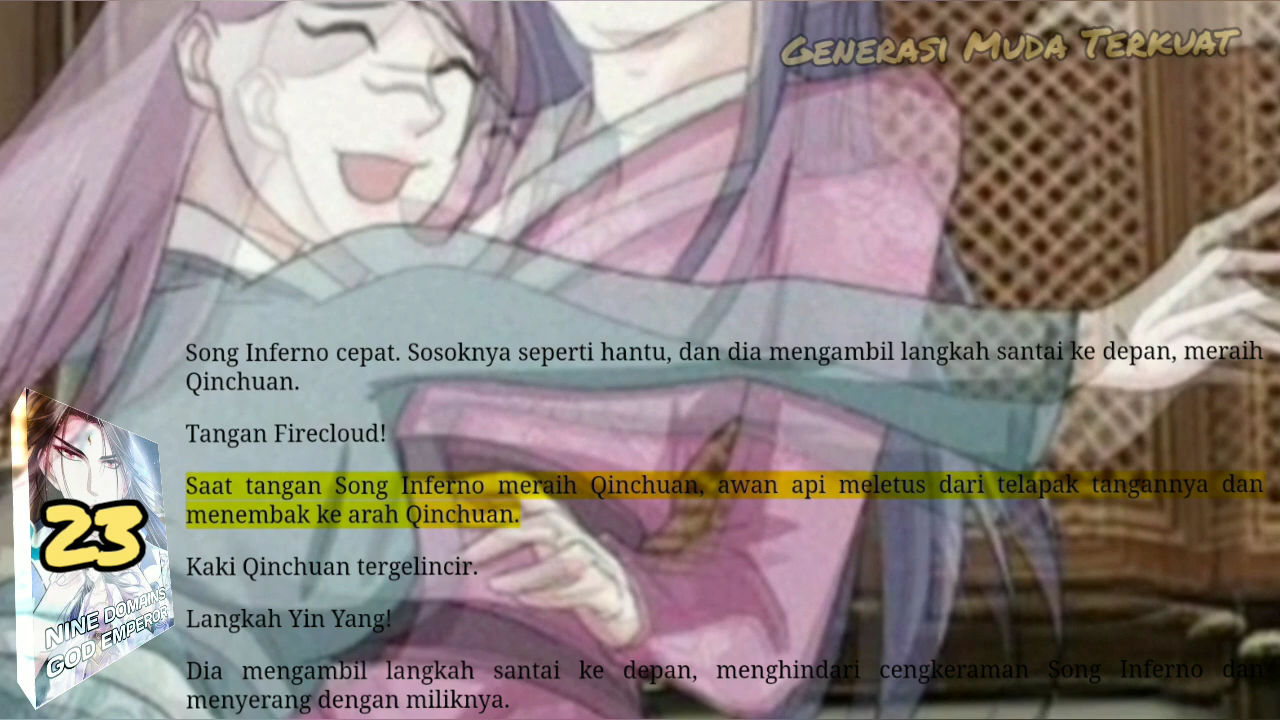 Generasi Muda Terkuat
Song Inferno cepat. Sosoknya seperti hantu, dan dia mengambil langkah santai ke depan, meraih
Qinchuan.
Tangan Firecloud!
Saat tangan Song Inferno meraih Qinchuan, awan api meletus dari telapak tangannya dan
menembak ke arah Qinchuan.
Kaki Qinchuan tergelincir.
Langkah Yin Yang!
Dia mengambil langkah santai ke depan, menghindari cengkeraman Song Inferno dan
menyerang dengan miliknya.
23
NINE DOMAINS
GOD EMPEROR